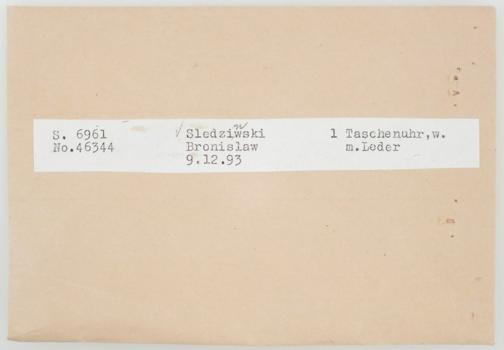 S. 6961 √ Sledziwski 1 Taschenuhr,w.
No.46344 Bronislaw m.Leder
9.12.93